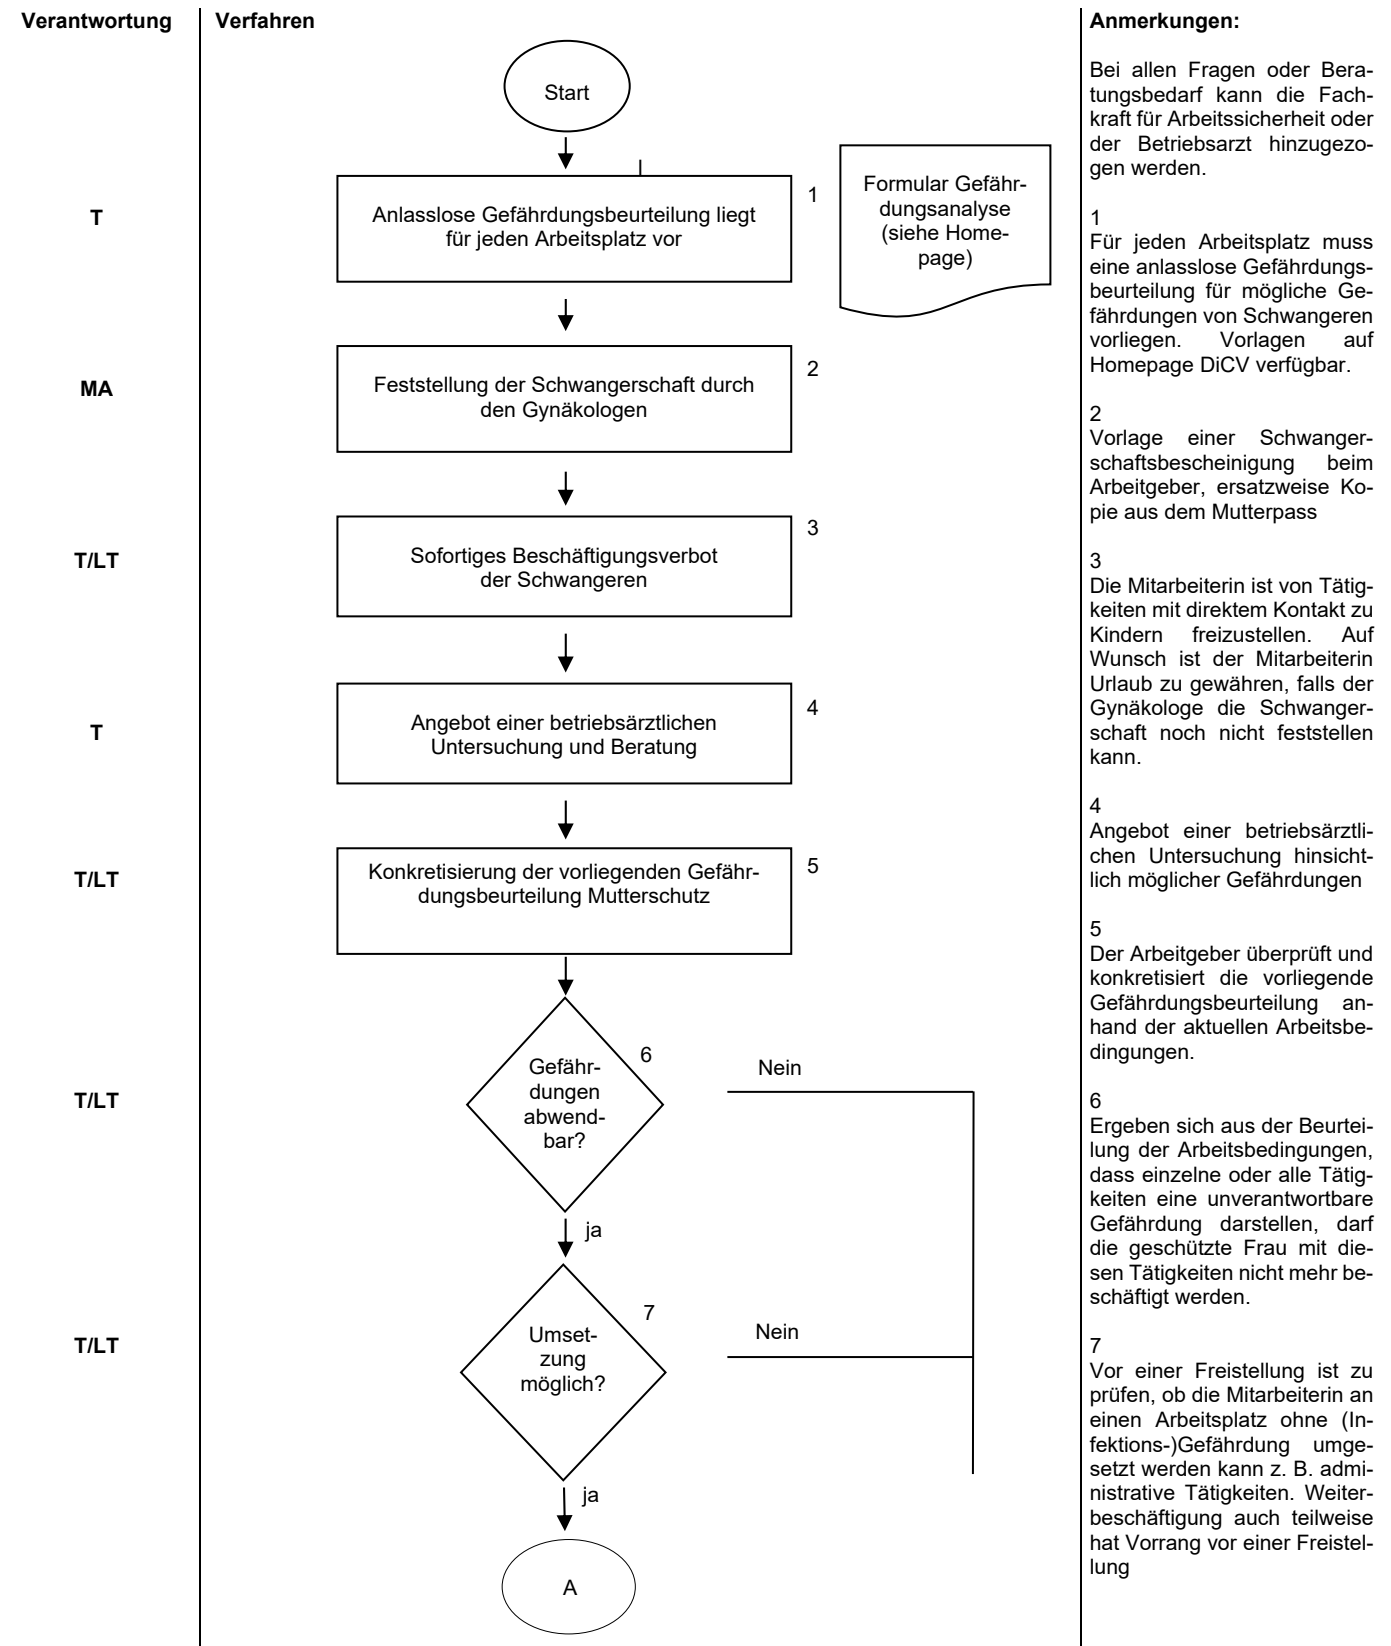 Verantwortung
Verfahren
Anmerkungen:
Start
Bei allen Fragen oder Bera-
tungsbedarf kann die Fach-
kraft für Arbeitssicherheit oder
der Betriebsarzt hinzugezo-
gen werden.
T
Anlasslose Gefährdungsbeurteilung liegt
für jeden Arbeitsplatz vor
1
Formular Gefähr-
dungsanalyse
(siehe Home-
page)
1
Für jeden Arbeitsplatz muss
eine anlasslose Gefährdungs-
beurteilung für mögliche Ge-
fährdungen von Schwangeren
vorliegen. Vorlagen auf
Homepage DiCV verfügbar.
MA
Feststellung der Schwangerschaft durch
den Gynäkologen
2
2
Vorlage einer Schwanger-
schaftsbescheinigung beim
Arbeitgeber, ersatzweise Ko-
pie aus dem Mutterpass
T/LT
Sofortiges Beschäftigungsverbot
der Schwangeren
3
3
Die Mitarbeiterin ist von Tätig-
keiten mit direktem Kontakt zu
Kindern freizustellen. Auf
Wunsch ist der Mitarbeiterin
Urlaub zu gewähren, falls der
Gynäkologe die Schwanger-
schaft noch nicht feststellen
kann.
T
Angebot einer betriebsärztlichen
Untersuchung und Beratung
4
4
Angebot einer betriebsärztli-
chen Untersuchung hinsicht-
lich möglicher Gefährdungen
T/LT
Konkretisierung der vorliegenden Gefähr-
dungsbeurteilung Mutterschutz
5
5
Der Arbeitgeber überprüft und
konkretisiert die vorliegende
Gefährdungsbeurteilung an-
hand der aktuellen Arbeitsbe-
dingungen.
T/LT
Gefähr-
dungen
abwend-
bar?
6
Nein
ja
6
Ergeben sich aus der Beurtei-
lung der Arbeitsbedingungen,
dass einzelne oder alle Tätig-
keiten eine unverantwortbare
Gefährdung darstellen, darf
die geschützte Frau mit die-
sen Tätigkeiten nicht mehr be-
schäftigt werden.
T/LT
Umset-
zung
möglich?
7
Nein
ja
7
Vor einer Freistellung ist zu
prüfen, ob die Mitarbeiterin an
einen Arbeitsplatz ohne (In-
fektions-)Gefährdung umge-
setzt werden kann z. B. admi-
nistrative Tätigkeiten. Weiter-
beschäftigung auch teilweise
hat Vorrang vor einer Freistel-
lung
A